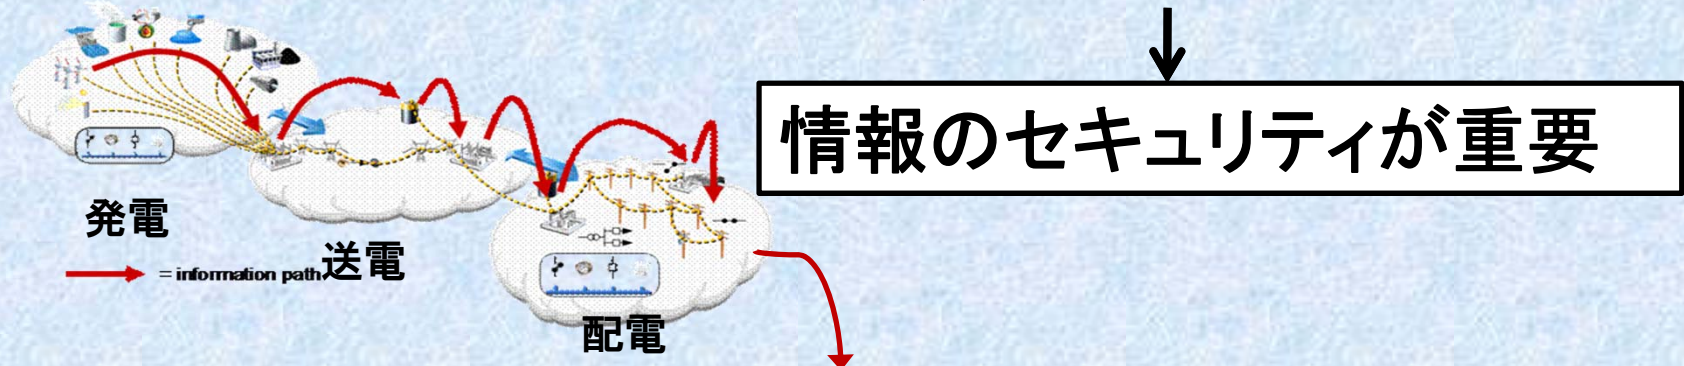 情報のセキュリティが重要
発電
送電
= information path
配電